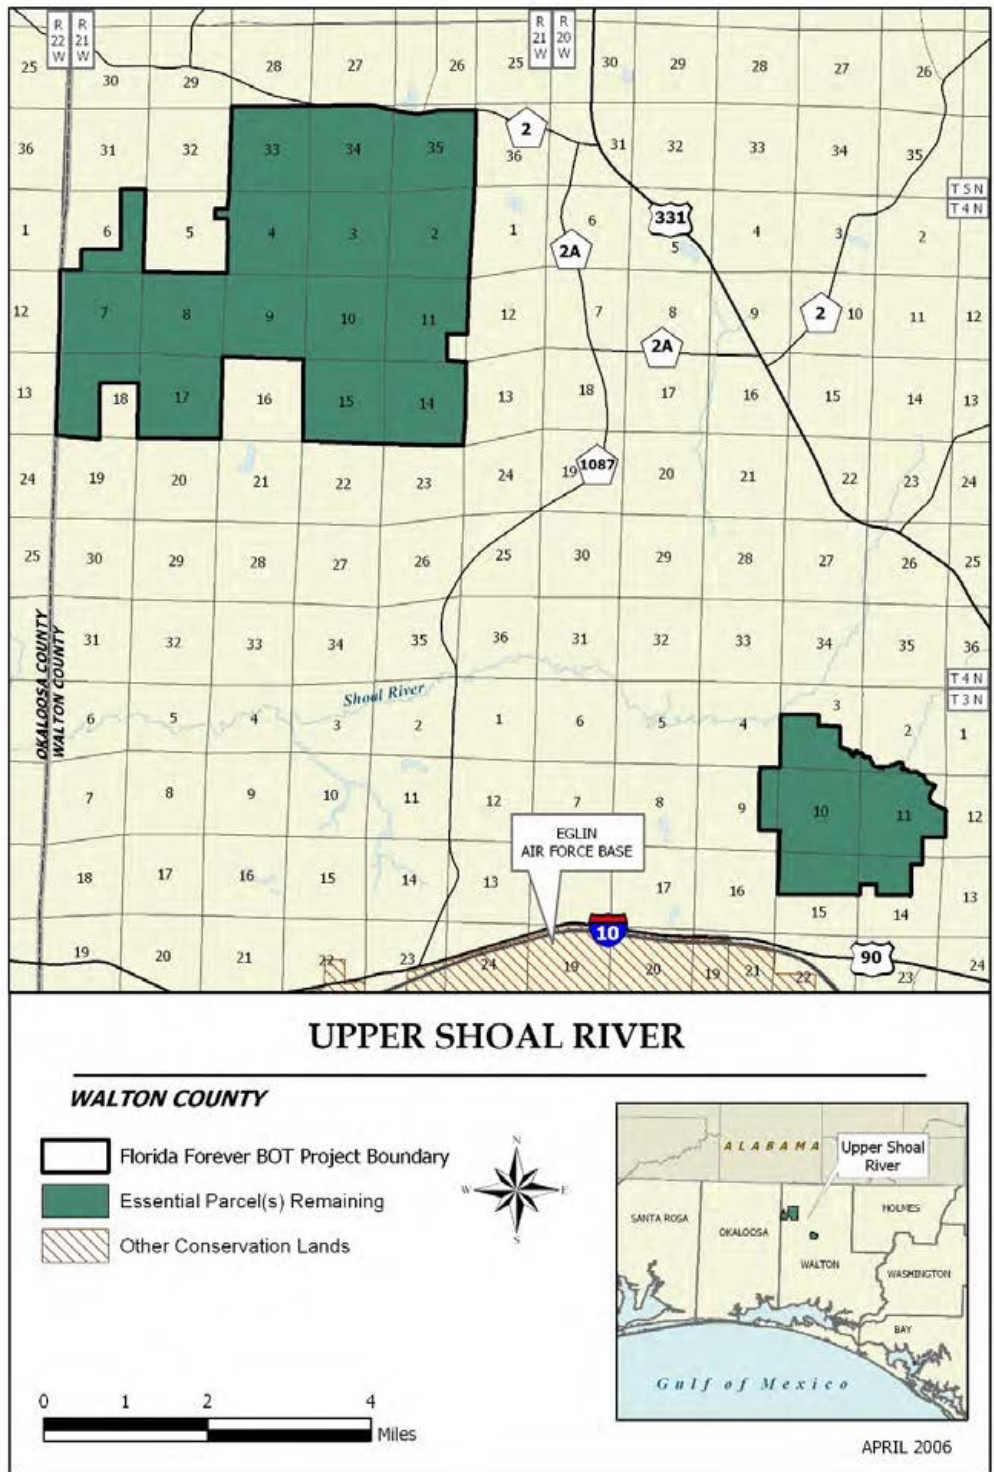 R 22 W
R 21 W
R 21 W
R 20 W
25 30 29 28 27 26 25 30 29 28 27 26
2
36 31 32 33 34 35 36 31 32 33 34 35
T5N
T4N
331
1 6 5 4 3 2 1 6 5 4 3 2
2A
12 7 8 9 10 11 12 7 8 9 2 10 11 12
2A
13 18 17 16 15 14 13 18 17 16 15 14 13
1087
24 19 20 21 22 23 24 19 20 21 22 23 24
25 30 29 28 27 26 25 30 29 28 27 26 25
OKALOOSA COUNTY
WALTON COUNTY
31 32 33 34 35 36 31 32 33 34 35 36
T4N
T3N
Shoal River
6 5 4 3 2 1 6 5 4 3 2 1
7 8 9 10 11 12 7 8 9 10 11 12
EGLIN
AIR FORCE BASE
18 17 16 15 14 13 17 16 15 14 13
10
90
19 20 21 22 23 24 19 20 19 21 22 23 24
UPPER SHOAL RIVER
WALTON COUNTY
Florida Forever BOT Project Boundary
Essential Parcel(s) Remaining
Other Conservation Lands
N
W E
S
0 1 2 4
Miles
ALABAMA
Upper Shoal
River
SANTA ROSA
OKALOOSA
WALTON
HOLMES
WASHINGTON
BAY
Gulf of Mexico
APRIL 2006